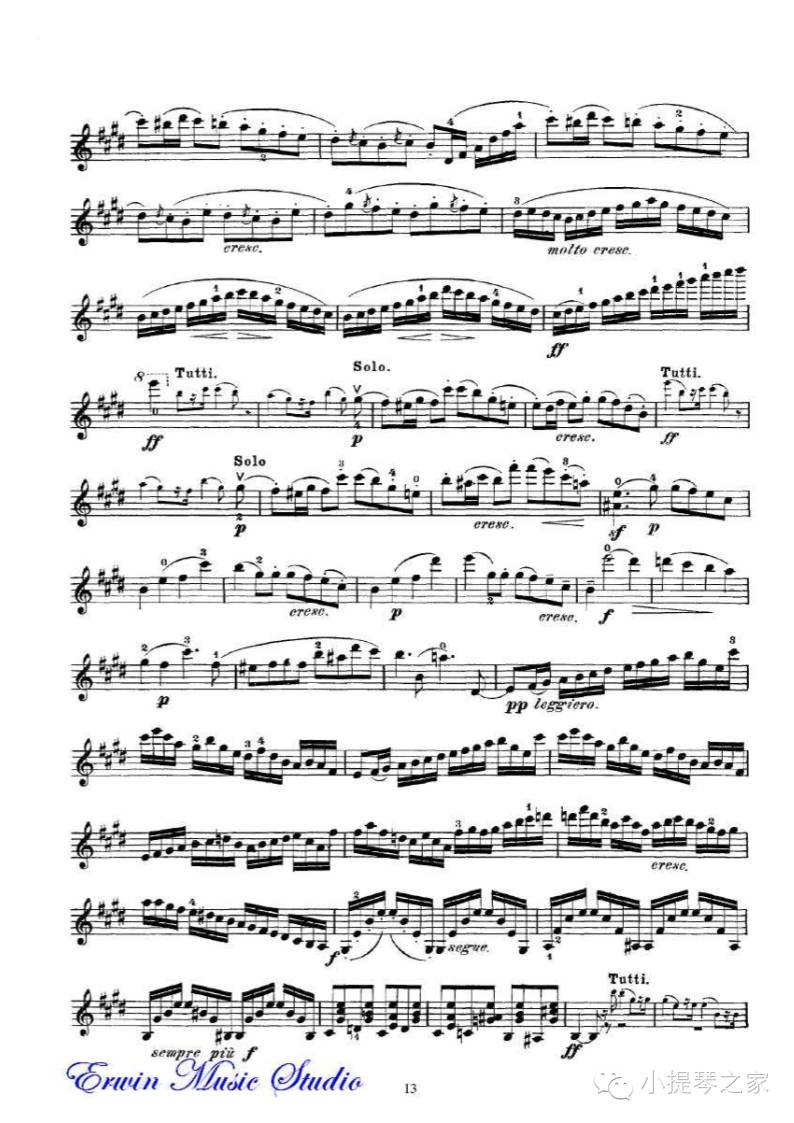 cresc.
molto cresc.
ff
Solo.
Tutti. Tutti.
ff p cresc. ff
Solo
p cresc. sf p
cresc. p cresc. f
p pp leggiero.
cresc.
f segue.
Tutti.
sempre più f ff
Erwin Music Studio
13
小提琴之家